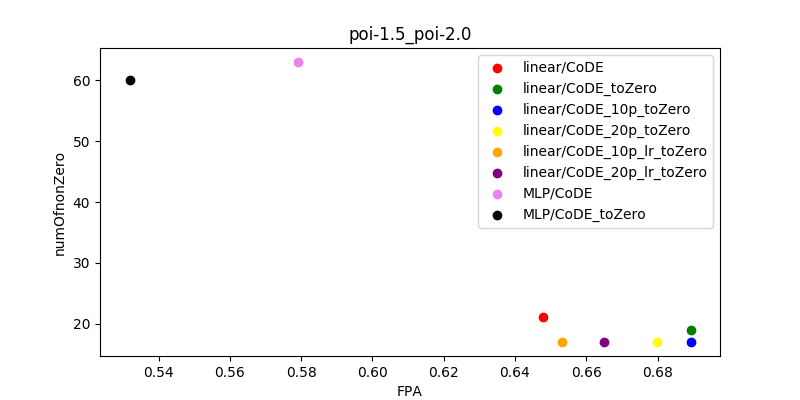 poi-1.5_poi-2.0
linear/CoDE
linear/CoDE_toZero
linear/CoDE_10p_toZero
linear/CoDE_20p_toZero
linear/CoDE_10p_lr_toZero
linear/CoDE_20p_lr_toZero
MLP/CoDE
MLP/CoDE_toZero
numOfnonZero
60
50
40
30
20
0.54 0.56 0.58 0.60 0.62 0.64 0.66 0.68
FPA